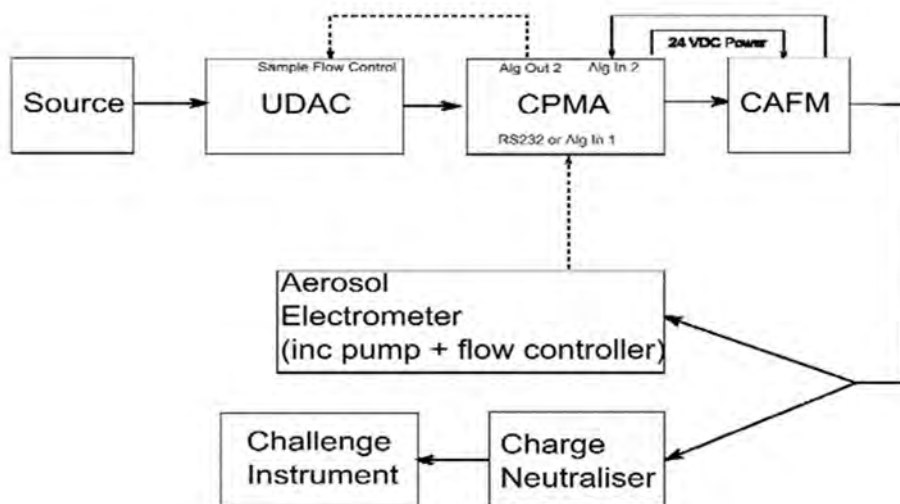 24 VDC Power
Sample Flow Control
Alg Out 2 Alg In 2
Source
UDAC
CPMA
CAFM
RS232 or Alg In 1
Aerosol
Electrometer
(inc pump + flow controller)
Challenge
Instrument
Charge
Neutraliser